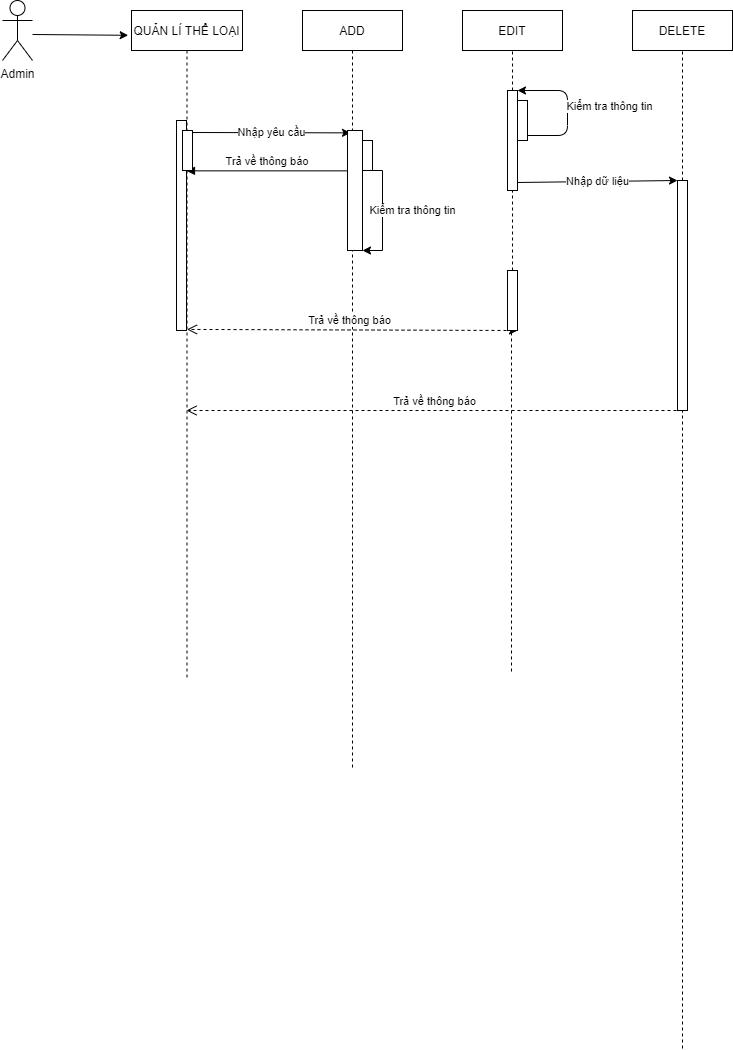 Admin
QUẢN LÍ THỂ LOẠI
ADD
EDIT
DELETE
Kiểm tra thông tin
Nhập yêu cầu
Trả về thông báo
Nhập dữ liệu
Kiểm tra thông tin
Trả về thông báo
Trả về thông báo